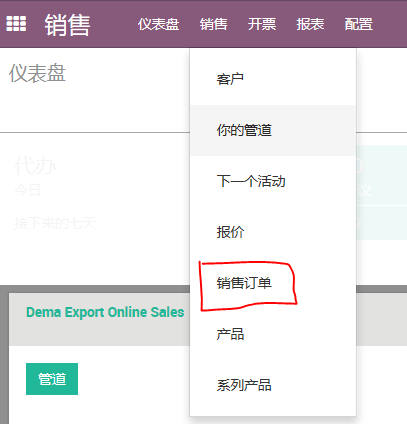 销售 仪表盘 销售 开票 报表 配置
仪表盘
客户
你的管道
代办
下一个活动
今日
接下来的七天
报价
销售订单
Dema Export Online Sales
产品
管道
系列产品